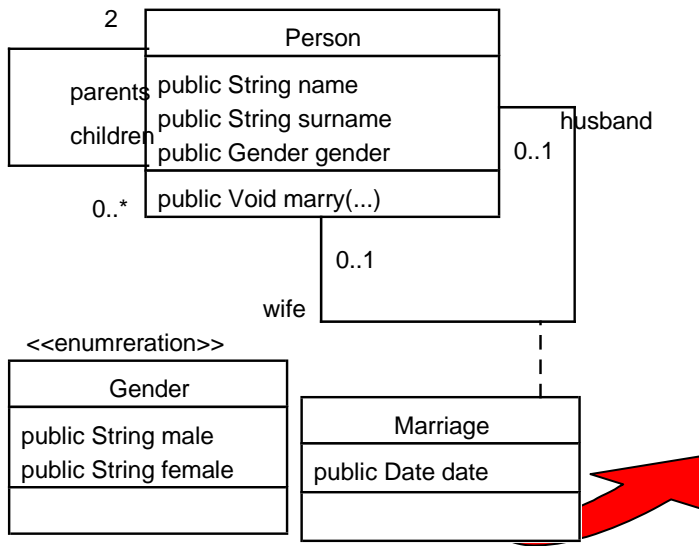 2
Person
parents
public String name
public String surname
husband
children
public Gender gender
0..1
0..*
public Void marry(...)
0..1
wife
<<enumreration>>
Gender
public String male
public String female
Marriage
public Date date